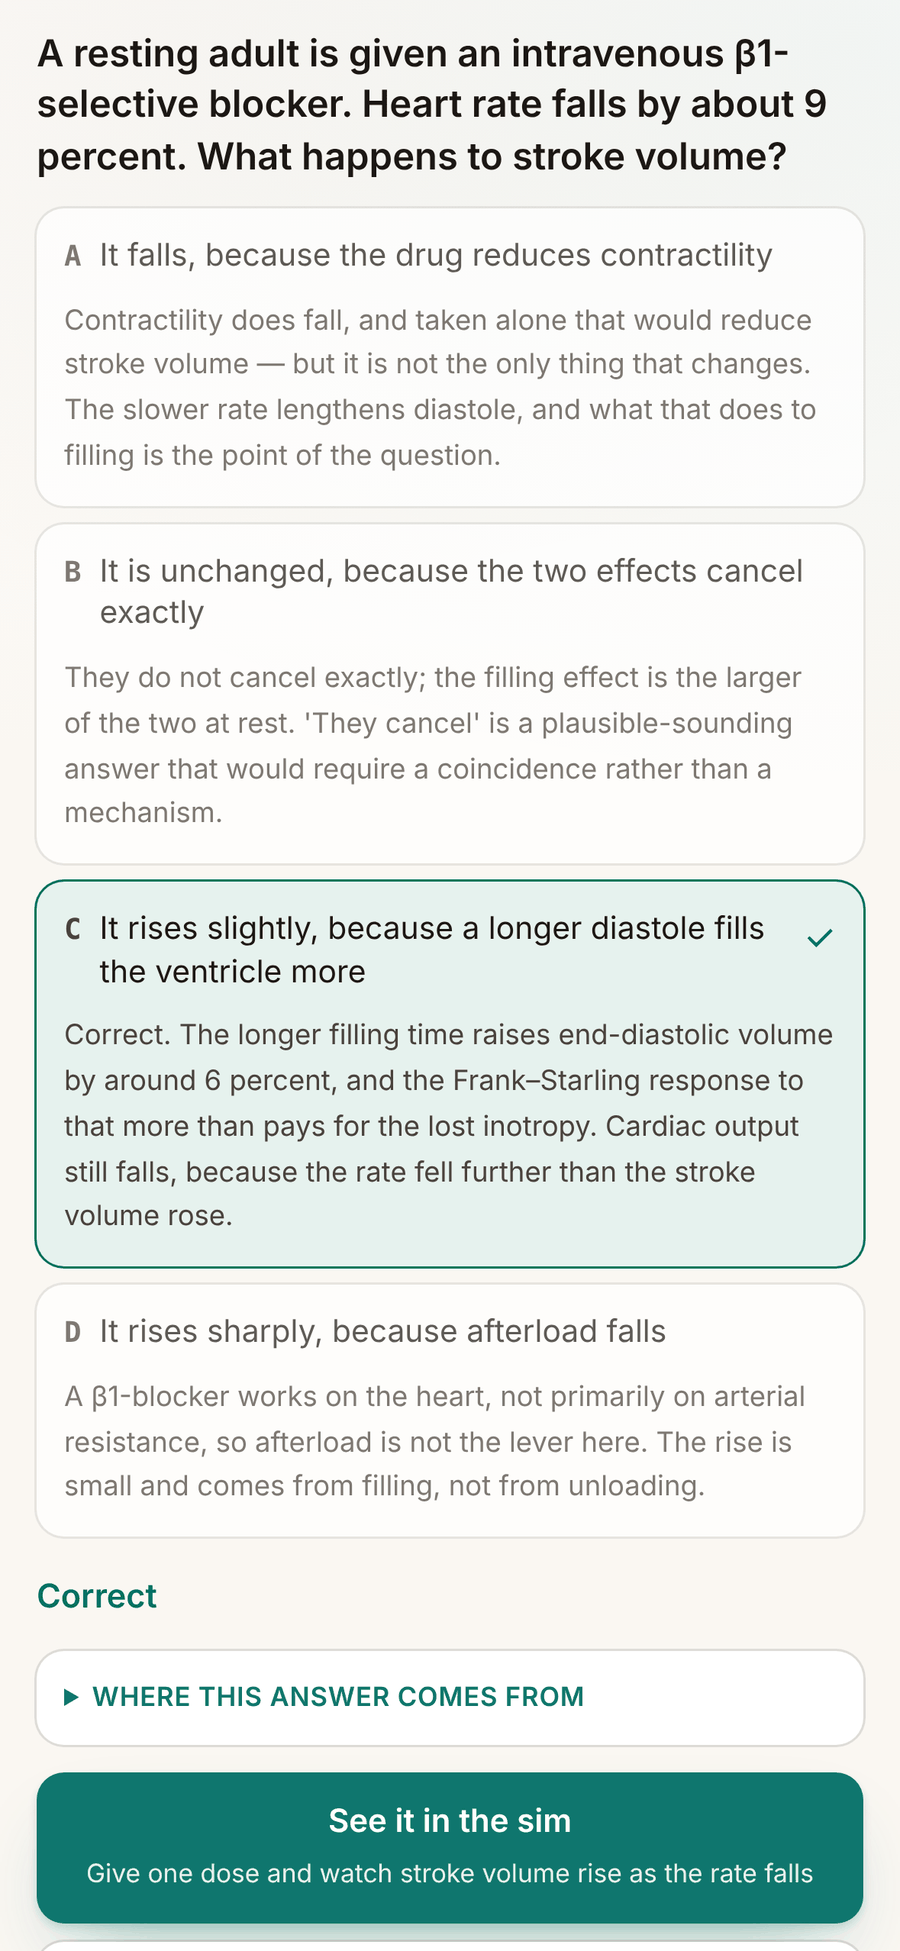 A resting adult is given an intravenous β1-
selective blocker. Heart rate falls by about 9
percent. What happens to stroke volume?
A It falls, because the drug reduces contractility
Contractility does fall, and taken alone that would reduce
stroke volume — but it is not the only thing that changes.
The slower rate lengthens diastole, and what that does to
filling is the point of the question.
B It is unchanged, because the two effects cancel
exactly
They do not cancel exactly; the filling effect is the larger
of the two at rest. 'They cancel' is a plausible-sounding
answer that would require a coincidence rather than a
mechanism.
C It rises slightly, because a longer diastole fills
the ventricle more
Correct. The longer filling time raises end-diastolic volume
by around 6 percent, and the Frank–Starling response to
that more than pays for the lost inotropy. Cardiac output
still falls, because the rate fell further than the stroke
volume rose.
D It rises sharply, because afterload falls
A β1-blocker works on the heart, not primarily on arterial
resistance, so afterload is not the lever here. The rise is
small and comes from filling, not from unloading.
Correct
WHERE THIS ANSWER COMES FROM
See it in the sim
Give one dose and watch stroke volume rise as the rate falls